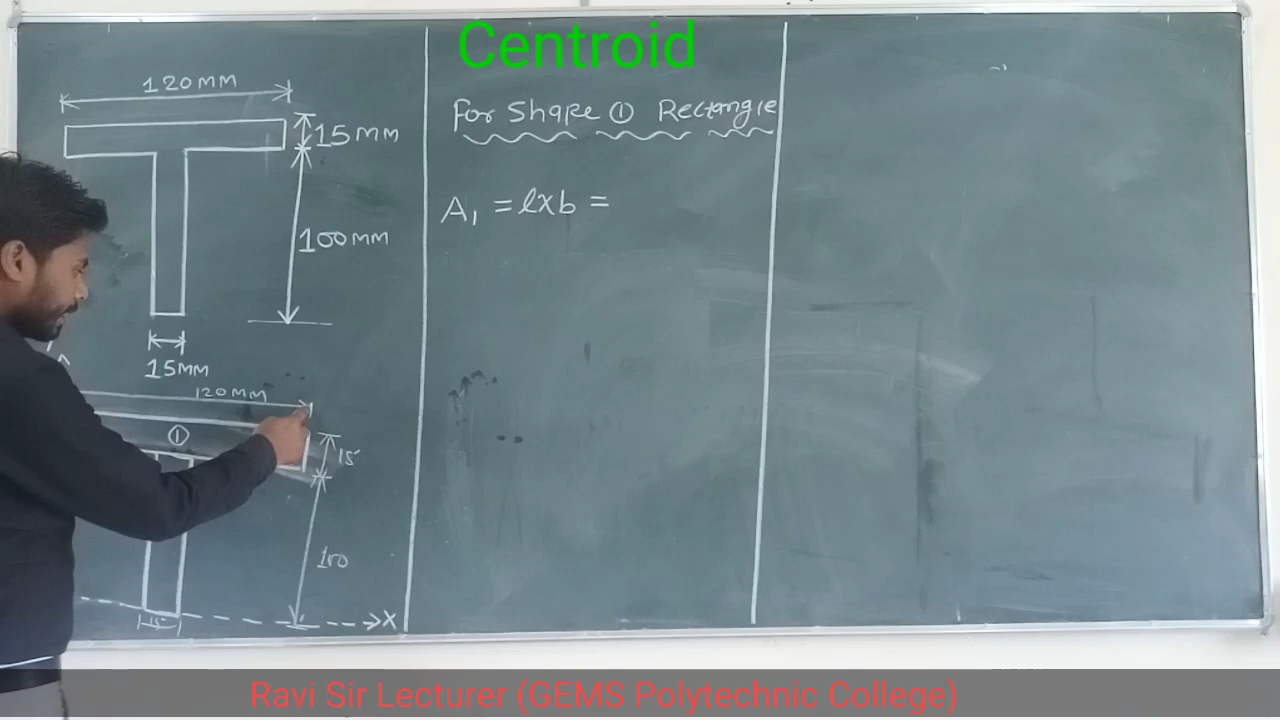 Centroid
120MM
15MM
100MM
15MM
120MM
①
15
100
15
X
For Shape ① Rectangle
A₁ = l×b =
Ravi Sir Lecturer (GEMS Polytechnic College)